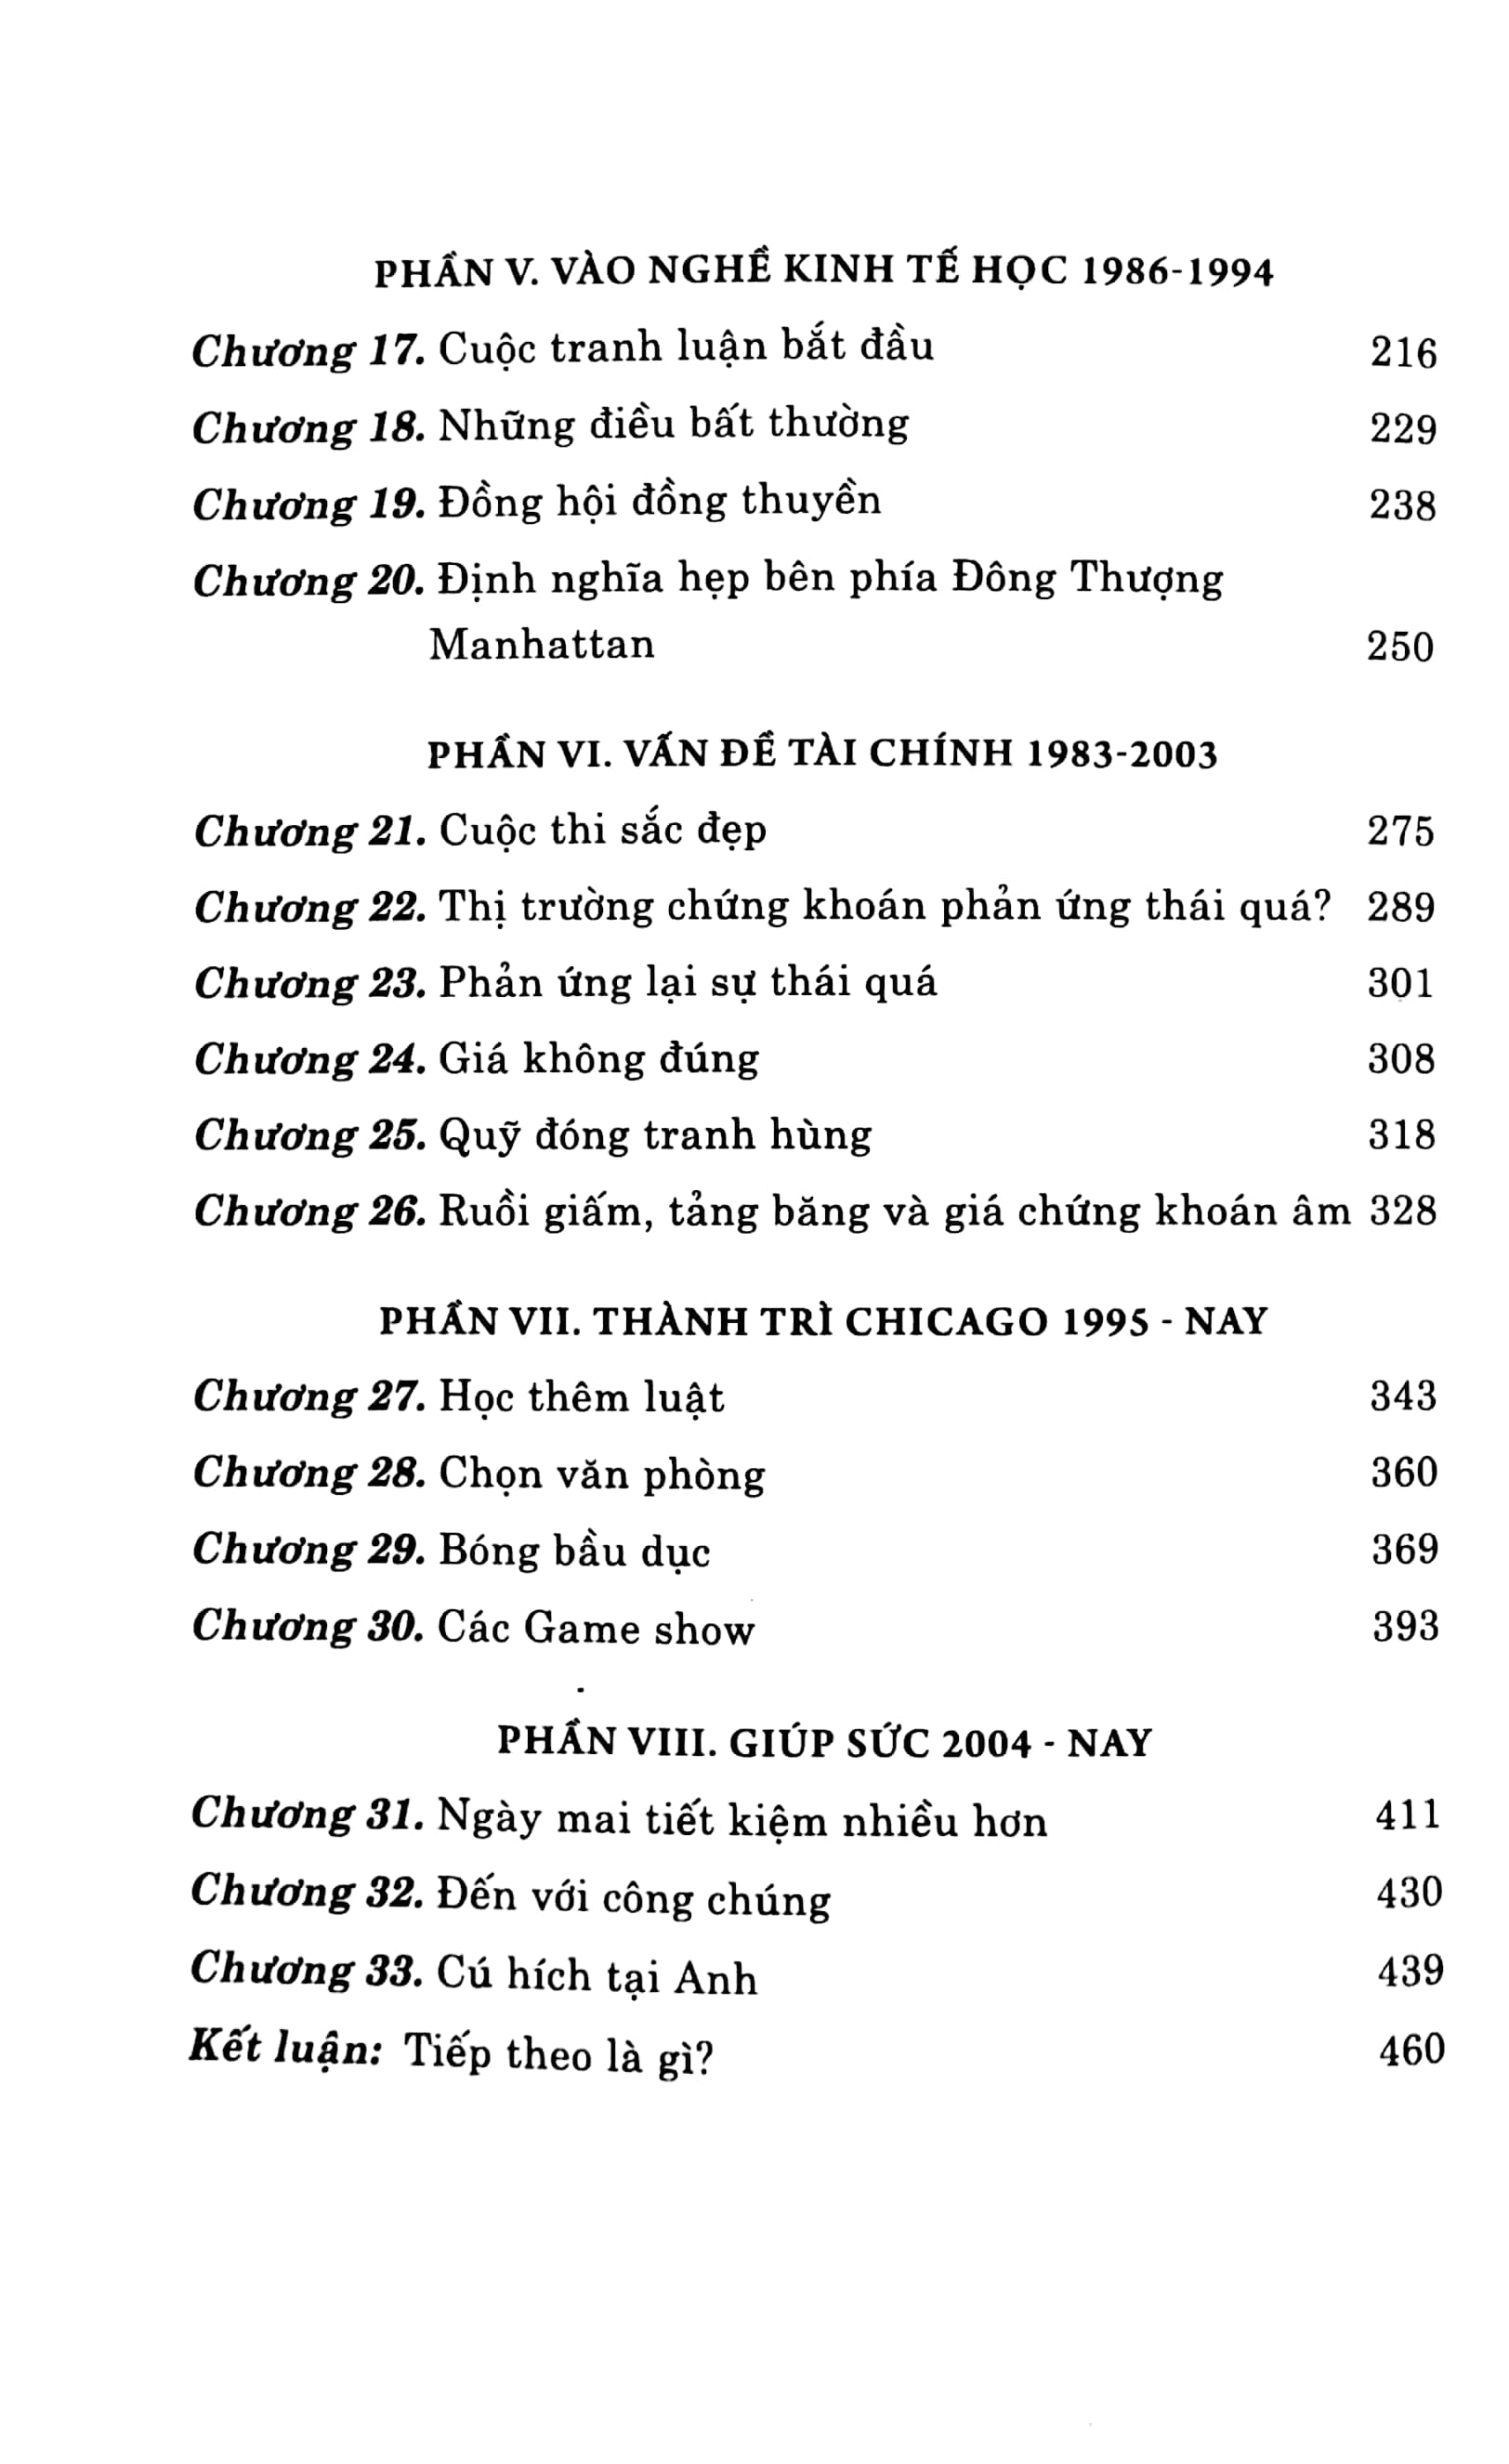 PHẦN V. VÀO NGHỀ KINH TẾ HỌC 1986-1994
Chương 17. Cuộc tranh luận bắt đầu 216
Chương 18. Những điều bất thường 229
Chương 19. Đồng hội đồng thuyền 238
Chương 20. Định nghĩa hẹp bên phía Đông Thượng
Manhattan 250
PHẦN VI. VẤN ĐỀ TÀI CHÍNH 1983-2003
Chương 21. Cuộc thi sắc đẹp 275
Chương 22. Thị trường chứng khoán phản ứng thái quá? 289
Chương 23. Phản ứng lại sự thái quá 301
Chương 24. Giá không đúng 308
Chương 25. Quỹ đóng tranh hùng 318
Chương 26. Ruồi giấm, tảng băng và giá chứng khoán âm 328
PHẦN VII. THÀNH TRÌ CHICAGO 1995 - NAY
Chương 27. Học thêm luật 343
Chương 28. Chọn văn phòng 360
Chương 29. Bóng bầu dục 369
Chương 30. Các Game show 393
PHẦN VIII. GIÚP SỨC 2004 - NAY
Chương 31. Ngày mai tiết kiệm nhiều hơn 411
Chương 32. Đến với công chúng 430
Chương 33. Cú hích tại Anh 439
Kết luận: Tiếp theo là gì? 460